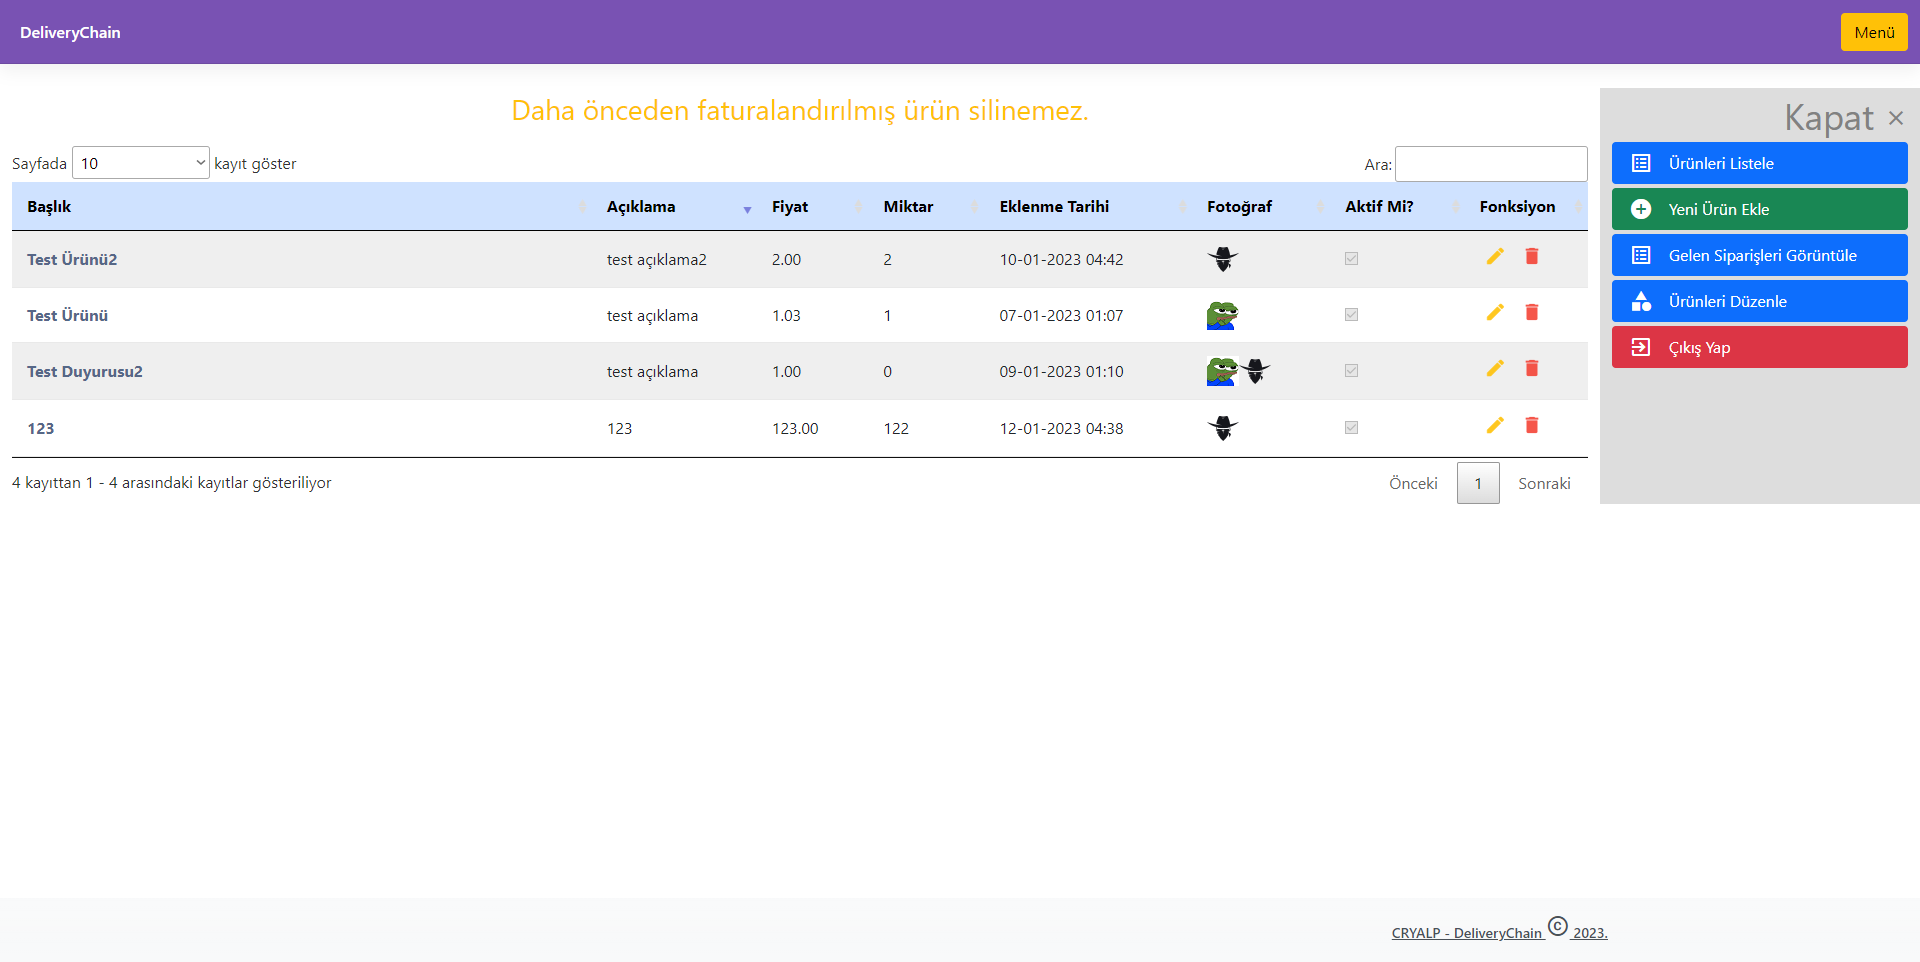 DeliveryChain
Menü
Daha önceden faturalandırılmış ürün silinemez.
Kapat ×
Sayfada 10 kayıt göster
Ara:
Başlık Açıklama Fiyat Miktar Eklenme Tarihi Fotoğraf Aktif Mi? Fonksiyon
Test Ürünü2 test açıklama2 2.00 2 10-01-2023 04:42
Test Ürünü test açıklama 1.03 1 07-01-2023 01:07
Test Duyurusu2 test açıklama 1.00 0 09-01-2023 01:10
123 123 123.00 122 12-01-2023 04:38
4 kayıttan 1 - 4 arasındaki kayıtlar gösteriliyor
Önceki 1 Sonraki
Ürünleri Listele
Yeni Ürün Ekle
Gelen Siparişleri Görüntüle
Ürünleri Düzenle
Çıkış Yap
CRYALP - DeliveryChain © 2023.